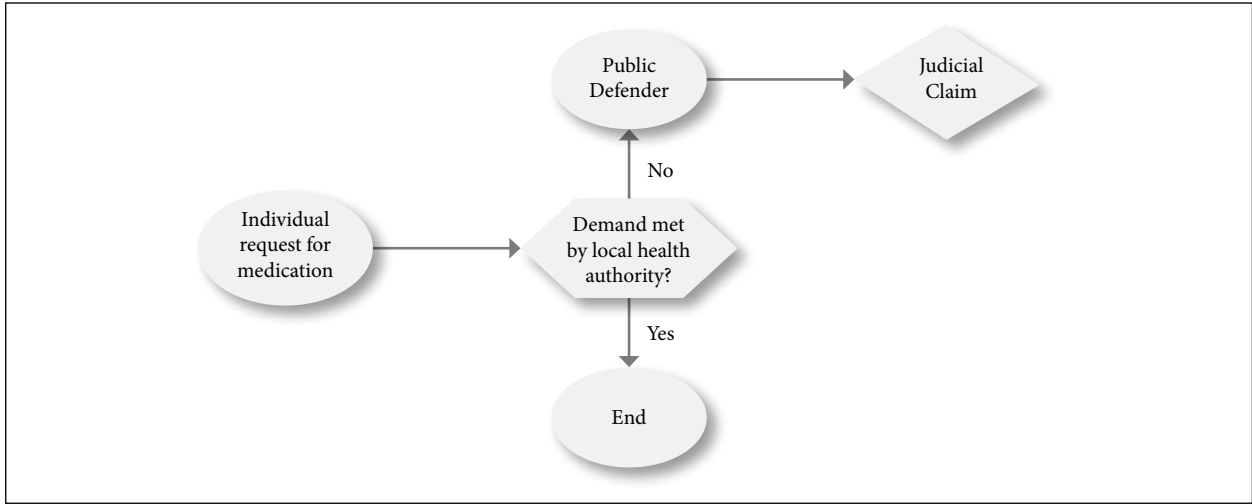 Public
Defender
Judicial
Claim
No
Individual
request for
medication
Demand met
by local health
authority?
Yes
End